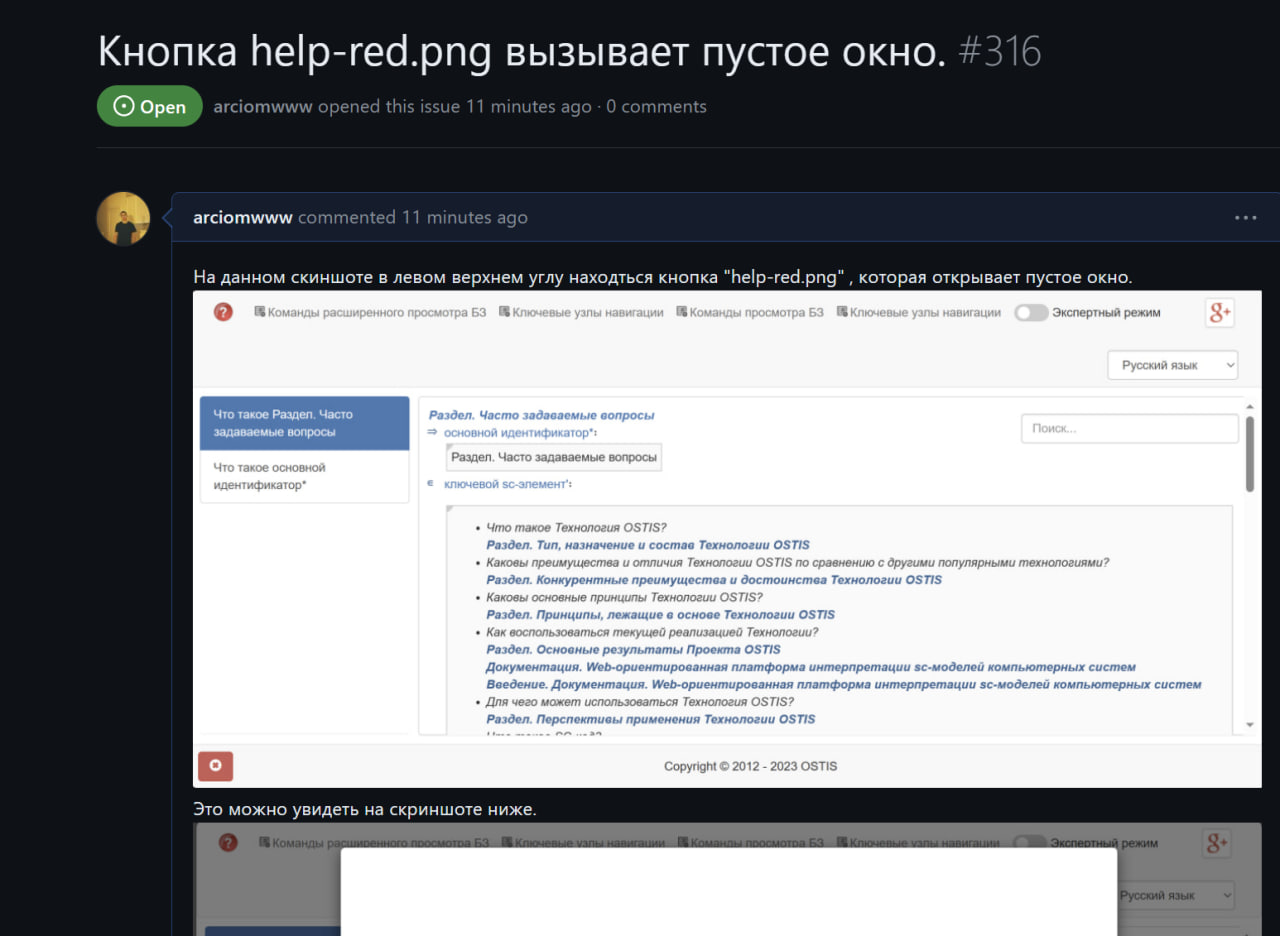 Кнопка help-red.png вызывает пустое окно. #316
Open arciomwww opened this issue 11 minutes ago · 0 comments
arciomwww commented 11 minutes ago
На данном скиншоте в левом верхнем углу находться кнопка "help-red.png" , которая открывает пустое окно.
? Команды расширенного просмотра БЗ Ключевые узлы навигации Команды просмотра БЗ Ключевые узлы навигации Экспертный режим g+
Русский язык
Что такое Раздел. Часто
задаваемые вопросы
Что такое основной
идентификатор*
Раздел. Часто задаваемые вопросы
⇒ основной идентификатор*:
Поиск...
Раздел. Часто задаваемые вопросы
∈ ключевой sc-элемент':
• Что такое Технология OSTIS?
Раздел. Тип, назначение и состав Технологии OSTIS
• Каковы преимущества и отличия Технологии OSTIS по сравнению с другими популярными технологиями?
Раздел. Конкурентные преимущества и достоинства Технологии OSTIS
• Каковы основные принципы Технологии OSTIS?
Раздел. Принципы, лежащие в основе Технологии OSTIS
• Как воспользоваться текущей реализацией Технологии?
Раздел. Основные результаты Проекта OSTIS
Документация. Web-ориентированная платформа интерпретации sc-моделей компьютерных систем
Введение. Документация. Web-ориентированная платформа интерпретации sc-моделей компьютерных систем
• Для чего может использоваться Технология OSTIS?
Раздел. Перспективы применения Технологии OSTIS
Copyright © 2012 - 2023 OSTIS
Это можно увидеть на скриншоте ниже.
? Команды расширенного просмотра БЗ Ключевые узлы навигации Команды просмотра БЗ Ключевые узлы навигации Экспертный режим g+
Русский язык